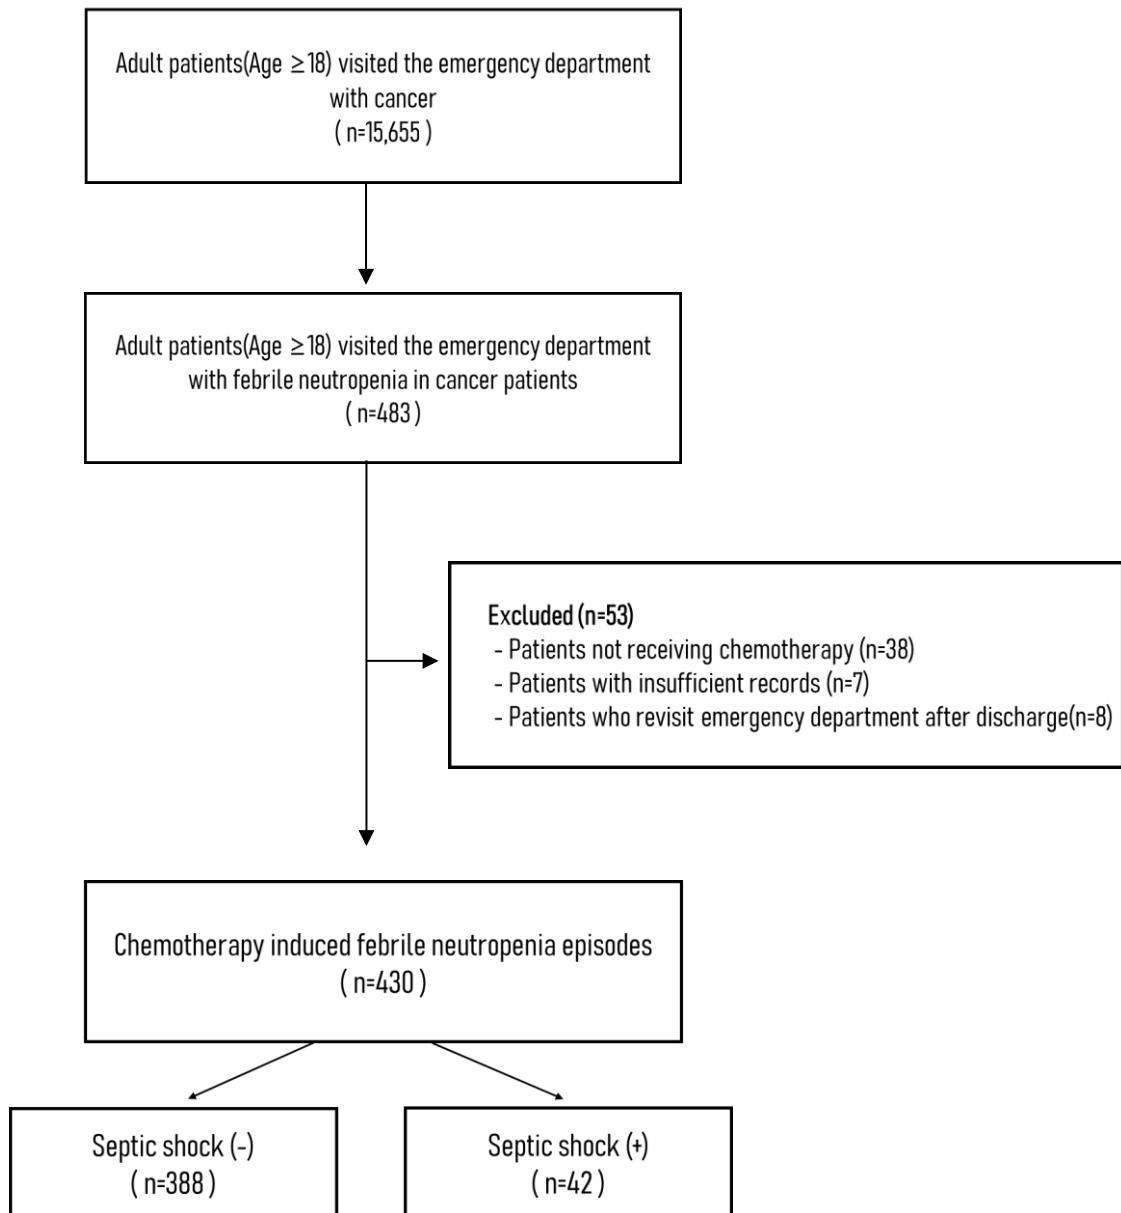 Adult patients(Age ≥18) visited the emergency department
with cancer
( n=15,655 )
Adult patients(Age ≥18) visited the emergency department
with febrile neutropenia in cancer patients
( n=483 )
Excluded (n=53)
- Patients not receiving chemotherapy (n=38)
- Patients with insufficient records (n=7)
- Patients who revisit emergency department after discharge(n=8)
Chemotherapy induced febrile neutropenia episodes
( n=430 )
Septic shock (-)
( n=388 )
Septic shock (+)
( n=42 )